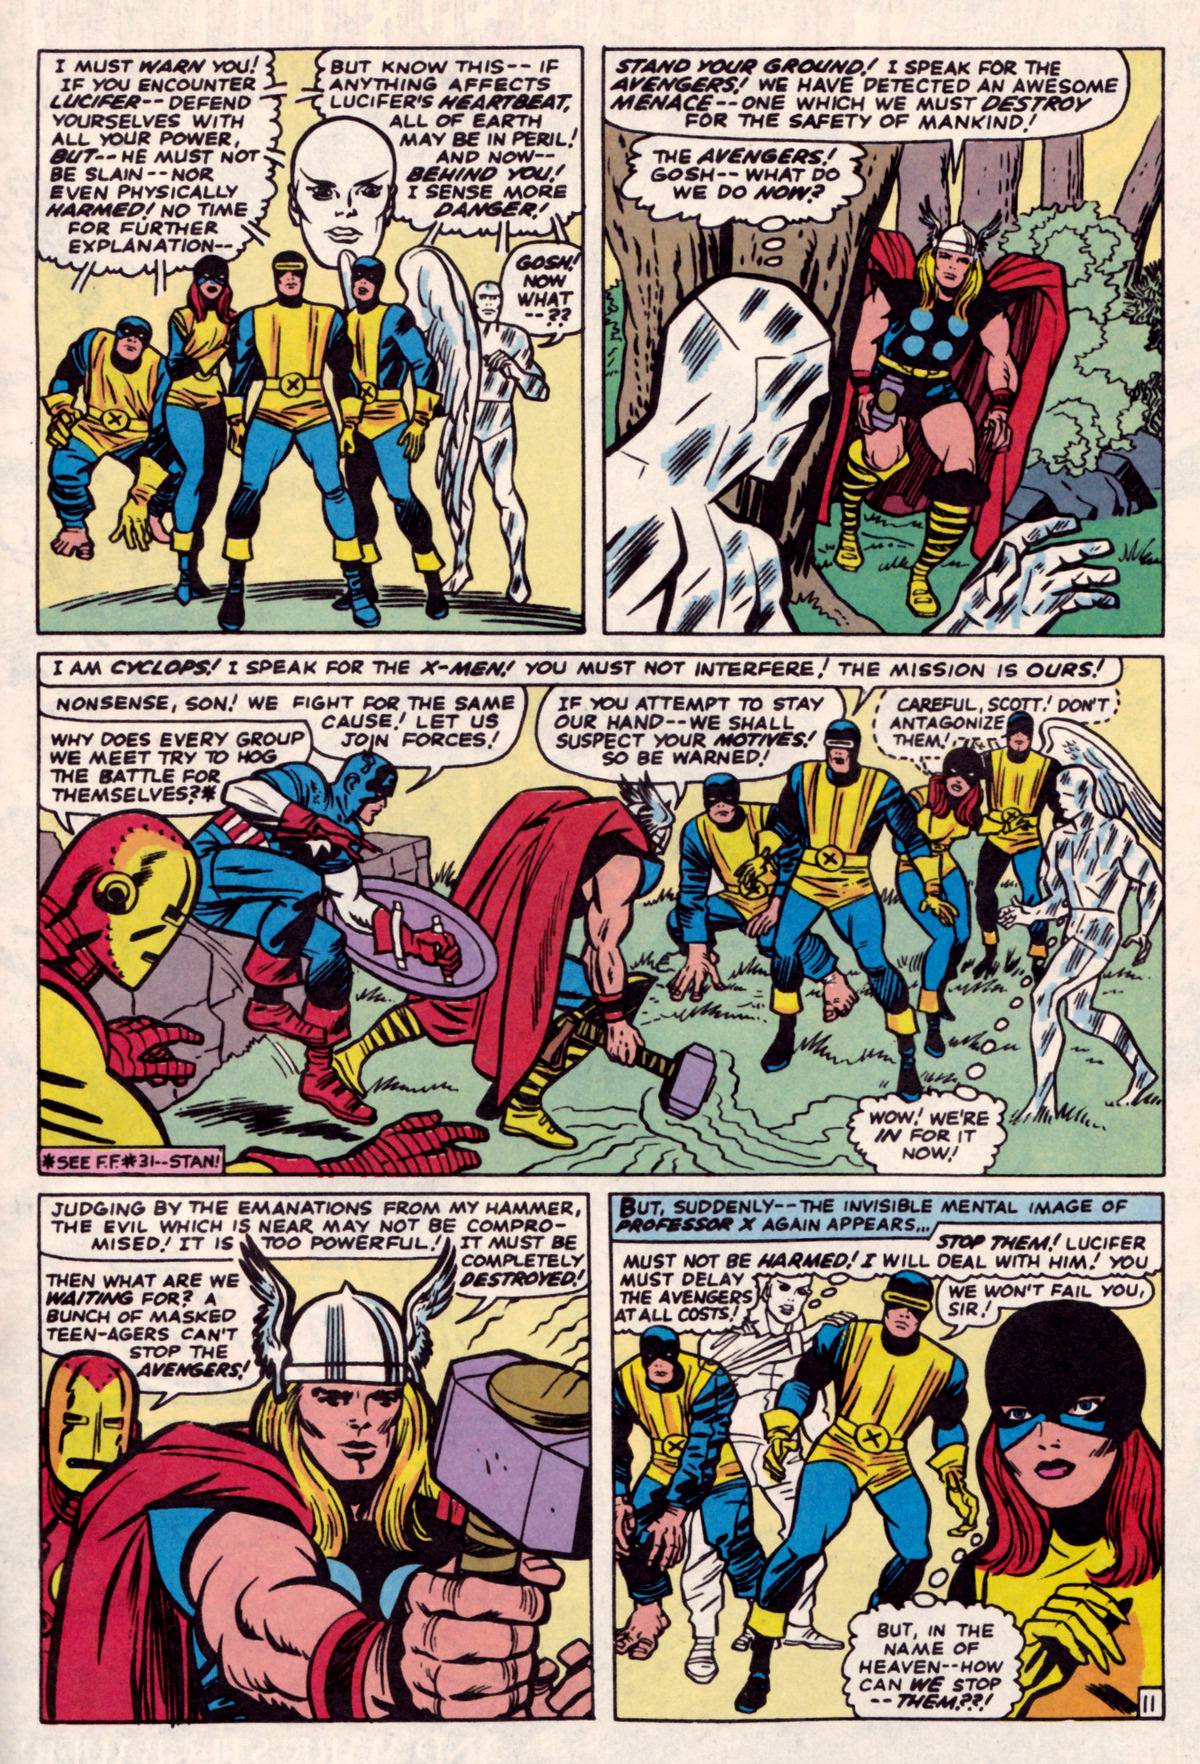 I MUST WARN YOU!
IF YOU ENCOUNTER
LUCIFER-- DEFEND
YOURSELVES WITH
ALL YOUR POWER,
BUT-- HE MUST NOT
BE SLAIN -- NOR
EVEN PHYSICALLY
HARMED! NO TIME
FOR FURTHER
EXPLANATION--
BUT KNOW THIS-- IF
ANYTHING AFFECTS
LUCIFER'S HEARTBEAT,
ALL OF EARTH
MAY BE IN PERIL!
AND NOW--
BEHIND YOU!
I SENSE MORE
DANGER!
GOSH!
NOW
WHAT
--??
STAND YOUR GROUND! I SPEAK FOR THE
AVENGERS! WE HAVE DETECTED AN AWESOME
MENACE-- ONE WHICH WE MUST DESTROY
FOR THE SAFETY OF MANKIND!
THE AVENGERS!
GOSH-- WHAT DO
WE DO NOW?
I AM CYCLOPS! I SPEAK FOR THE X-MEN! YOU MUST NOT INTERFERE! THE MISSION IS OURS!
NONSENSE, SON! WE FIGHT FOR THE SAME
CAUSE! LET US
JOIN FORCES!
WHY DOES EVERY GROUP
WE MEET TRY TO HOG
THE BATTLE FOR
THEMSELVES?*
IF YOU ATTEMPT TO STAY
OUR HAND-- WE SHALL
SUSPECT YOUR MOTIVES!
SO BE WARNED!
CAREFUL, SCOTT! DON'T
ANTAGONIZE
THEM!
WOW! WE'RE
IN FOR IT
NOW!
*SEE F.F. #31--STAN!
JUDGING BY THE EMANATIONS FROM MY HAMMER,
THE EVIL WHICH IS NEAR MAY NOT BE COMPRO-
MISED! IT IS TOO POWERFUL! IT MUST BE
COMPLETELY
DESTROYED!
THEN WHAT ARE WE
WAITING FOR? A
BUNCH OF MASKED
TEEN-AGERS CAN'T
STOP THE
AVENGERS!
BUT, SUDDENLY-- THE INVISIBLE MENTAL IMAGE OF
PROFESSOR X AGAIN APPEARS...
STOP THEM! LUCIFER
MUST NOT BE HARMED! I WILL DEAL WITH HIM! YOU
MUST DELAY
THE AVENGERS
AT ALL COSTS!
WE WON'T FAIL YOU,
SIR!
BUT, IN THE
NAME OF
HEAVEN--HOW
CAN WE STOP
--THEM??!
11